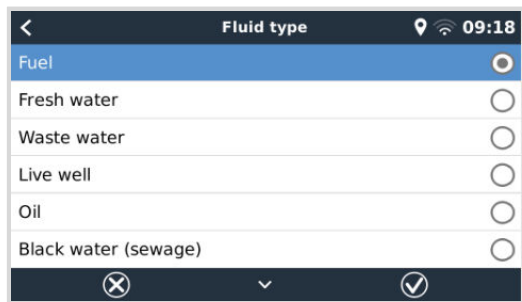 Fluid type 09:18
Fuel
Fresh water
Waste water
Live well
Oil
Black water (sewage)